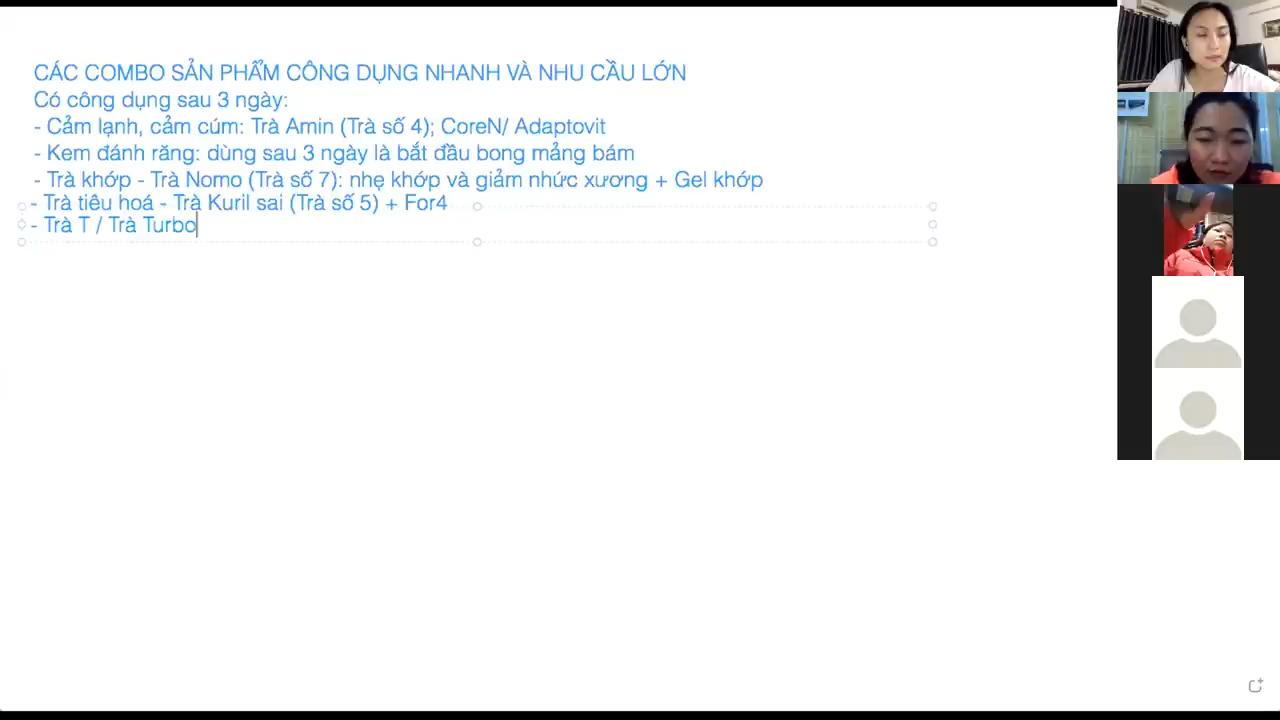 CÁC COMBO SẢN PHẨM CÔNG DỤNG NHANH VÀ NHU CẦU LỚN
Có công dụng sau 3 ngày:
- Cảm lạnh, cảm cúm: Trà Amin (Trà số 4); CoreN/ Adaptovit
- Kem đánh răng: dùng sau 3 ngày là bắt đầu bong mảng bám
- Trà khớp - Trà Nomo (Trà số 7): nhẹ khớp và giảm nhức xương + Gel khớp
- Trà tiêu hoá - Trà Kuril sai (Trà số 5) + For4
- Trà T / Trà Turbo